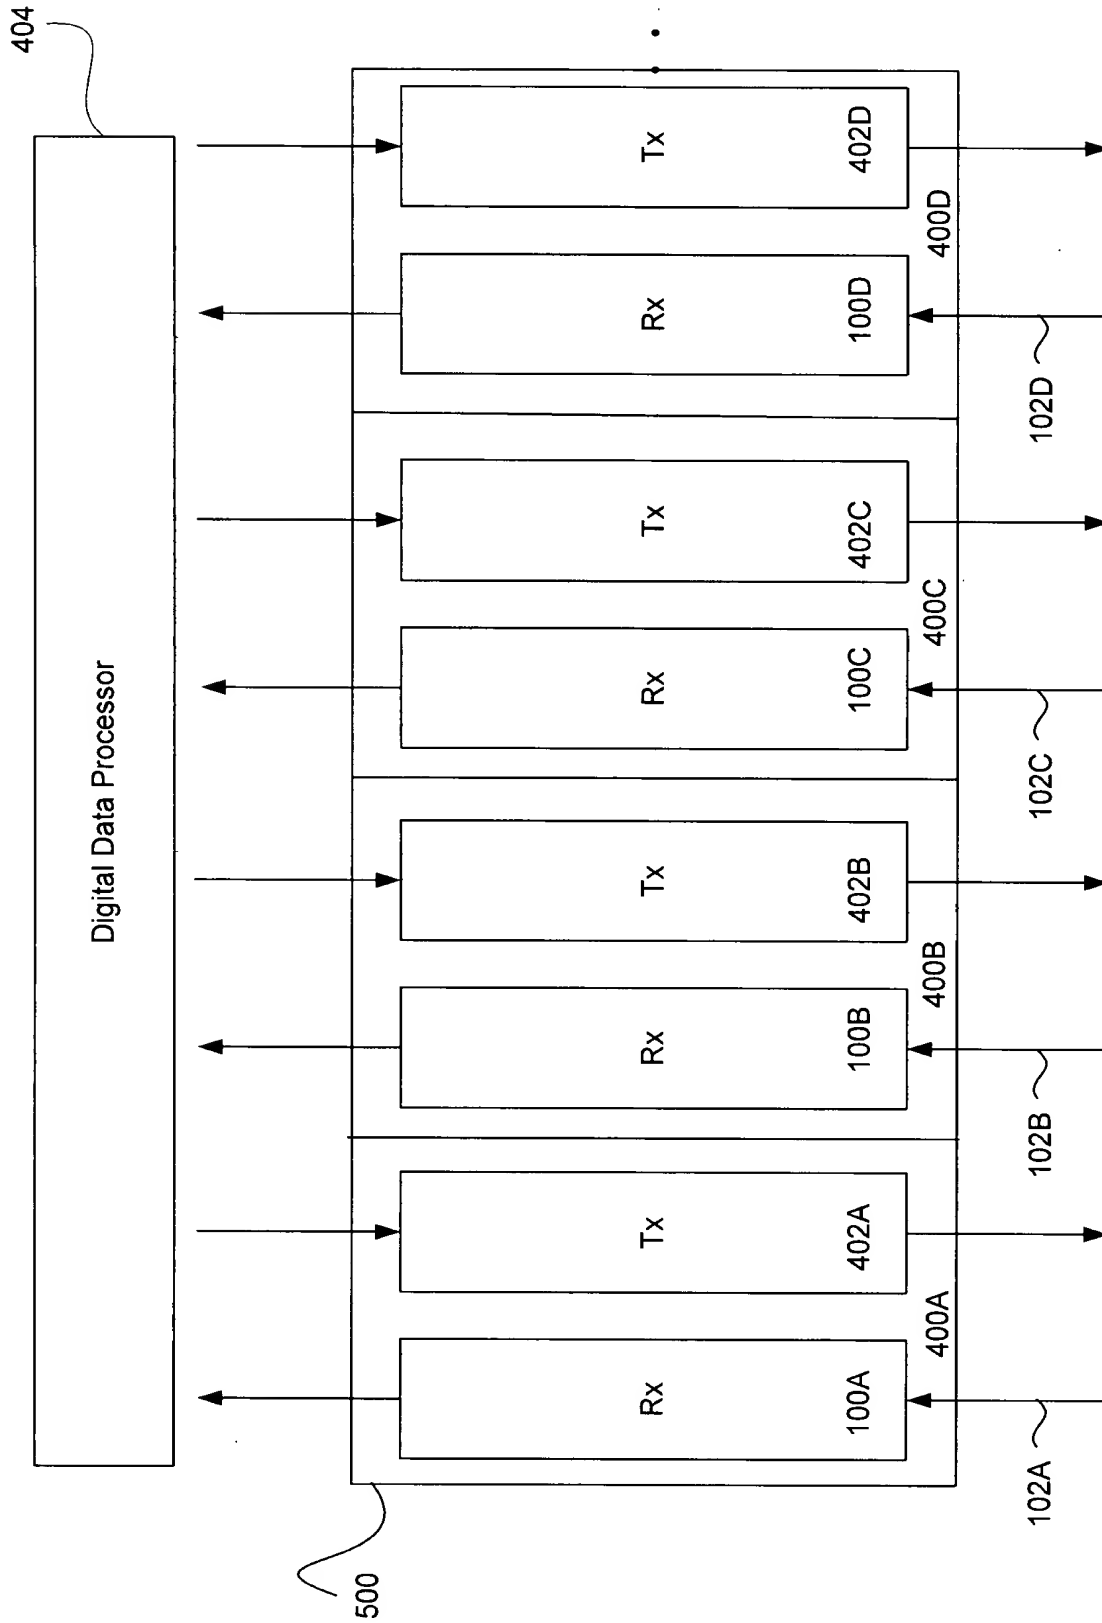 404
Digital Data Processor
500
Rx
100A
Tx
402A
400A
Rx
100B
Tx
402B
400B
Rx
100C
Tx
402C
400C
Rx
100D
Tx
402D
400D
102A
102B
102C
102D